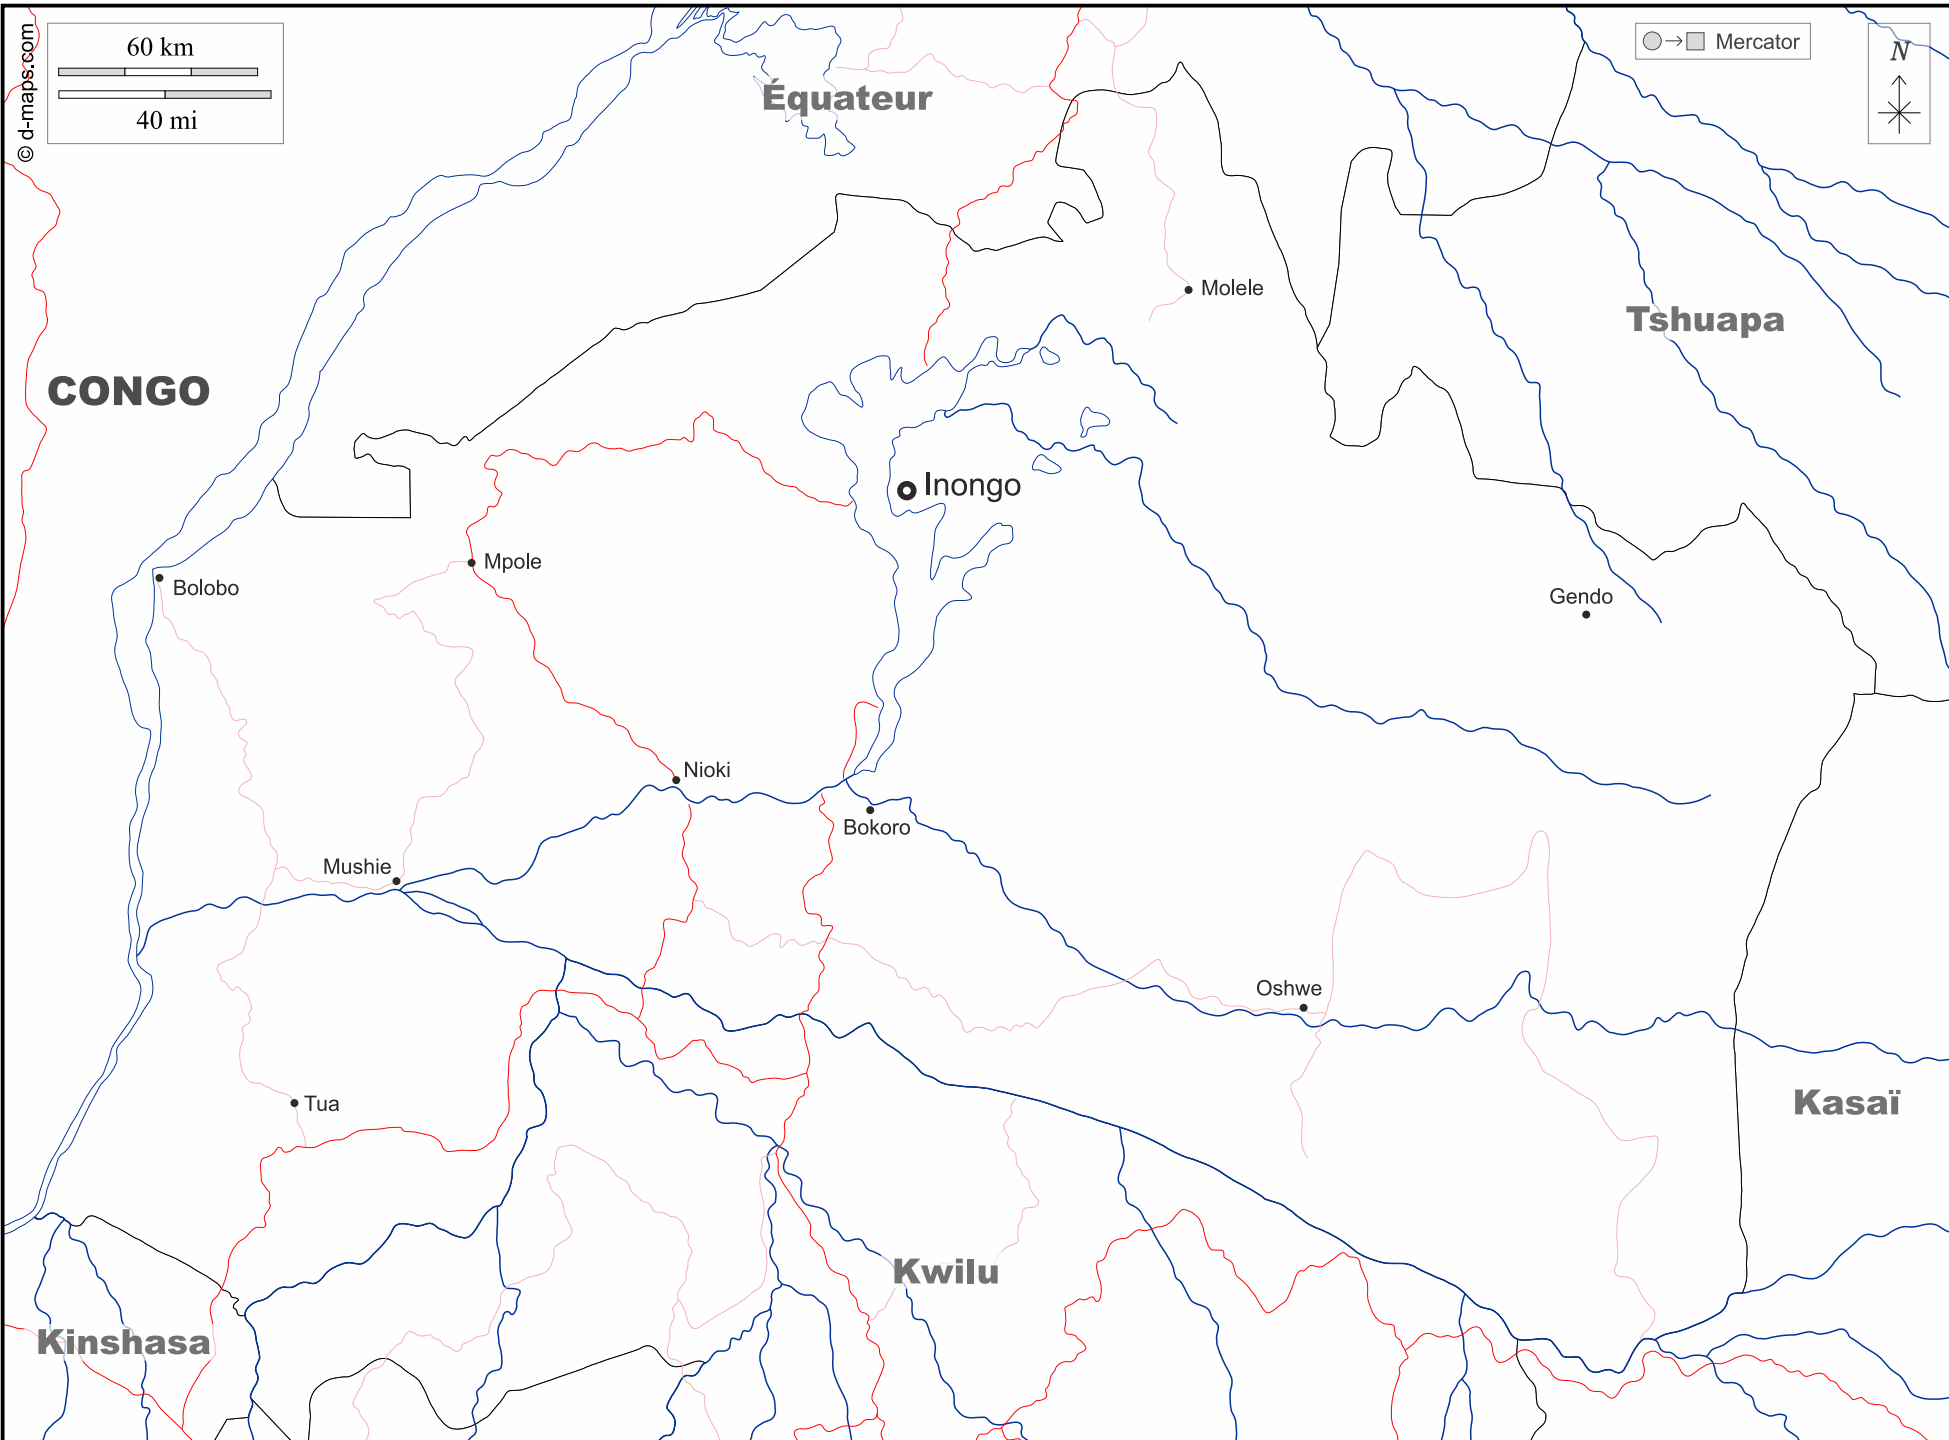 © d-maps.com
60 km
40 mi
Mercator
N
Équateur
Molele
Tshuapa
CONGO
Inongo
Mpole
Bolobo
Gendo
Nioki
Bokoro
Mushie
Oshwe
Tua
Kasaï
Kwilu
Kinshasa